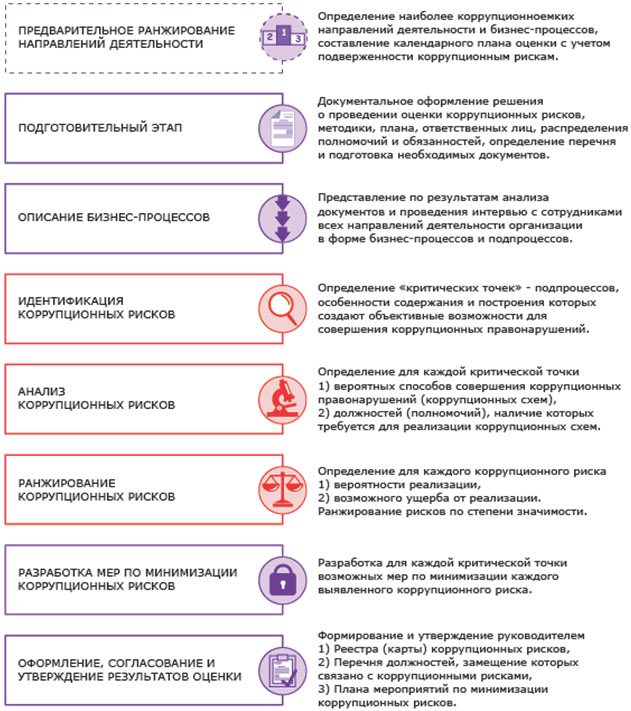 ПРЕДВАРИТЕЛЬНОЕ РАНЖИРОВАНИЕ
НАПРАВЛЕНИЙ ДЕЯТЕЛЬНОСТИ
2 1 3
Определение наиболее коррупционноемких
направлений деятельности и бизнес-процессов,
составление календарного плана оценки с учетом
подверженности коррупционным рискам.
ПОДГОТОВИТЕЛЬНЫЙ ЭТАП
Документальное оформление решения
о проведении оценки коррупционных рисков,
методики, плана, ответственных лиц, распределения
полномочий и обязанностей, определение перечня
и подготовка необходимых документов.
ОПИСАНИЕ БИЗНЕС-ПРОЦЕССОВ
Представление по результатам анализа
документов и проведения интервью с сотрудниками
всех направлений деятельности организации
в форме бизнес-процессов и подпроцессов.
ИДЕНТИФИКАЦИЯ
КОРРУПЦИОННЫХ РИСКОВ
Определение «критических точек» - подпроцессов,
особенности содержания и построения которых
создают объективные возможности для
совершения коррупционных правонарушений.
АНАЛИЗ
КОРРУПЦИОННЫХ РИСКОВ
Определение для каждой критической точки
1) вероятных способов совершения коррупционных
правонарушений (коррупционных схем),
2) должностей (полномочий), наличие которых
требуется для реализации коррупционных схем.
РАНЖИРОВАНИЕ
КОРРУПЦИОННЫХ РИСКОВ
Определение для каждого коррупционного риска
1) вероятности реализации,
2) возможного ущерба от реализации.
Ранжирование рисков по степени значимости.
РАЗРАБОТКА МЕР ПО МИНИМИЗАЦИИ
КОРРУПЦИОННЫХ РИСКОВ
Разработка для каждой критической точки
возможных мер по минимизации каждого
выявленного коррупционного риска.
ОФОРМЛЕНИЕ, СОГЛАСОВАНИЕ И
УТВЕРЖДЕНИЕ РЕЗУЛЬТАТОВ ОЦЕНКИ
Формирование и утверждение руководителем
1) Реестра (карты) коррупционных рисков,
2) Перечня должностей, замещение которых
связано с коррупционными рисками,
3) Плана мероприятий по минимизации
коррупционных рисков.